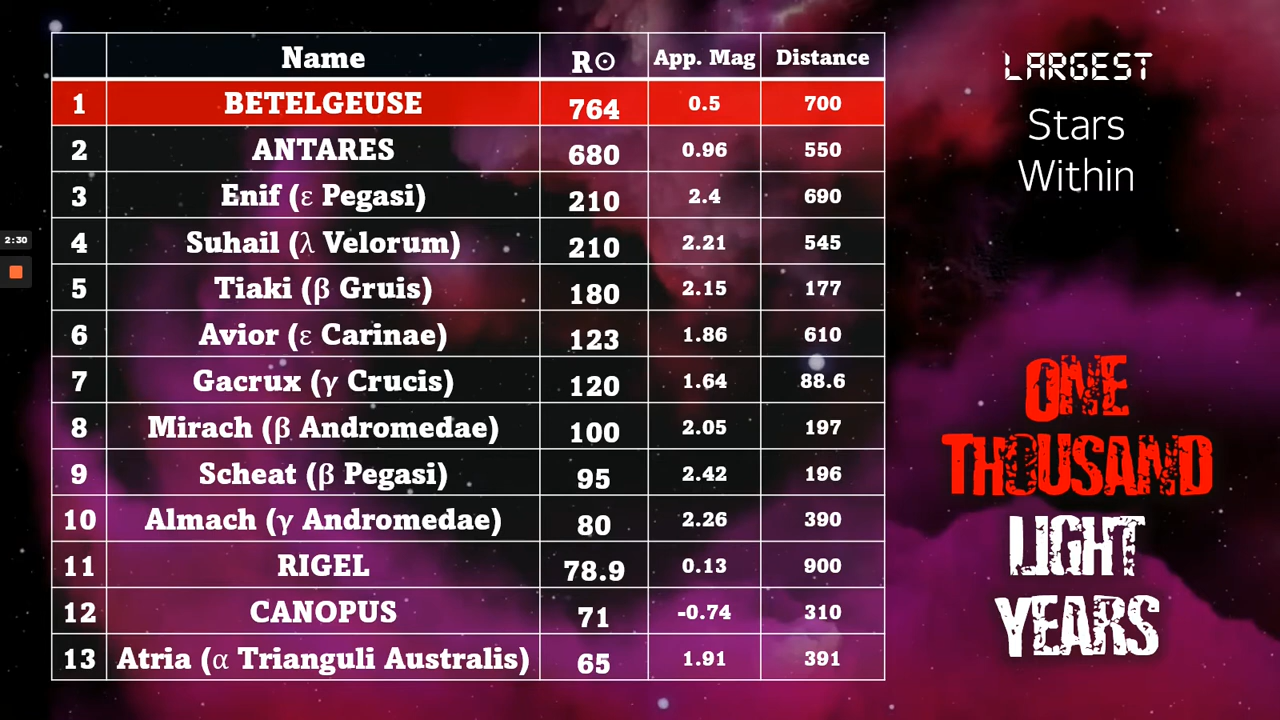 Name R☉ App. Mag Distance
1 BETELGEUSE 764 0.5 700
2 ANTARES 680 0.96 550
3 Enif (ε Pegasi) 210 2.4 690
4 Suhail (λ Velorum) 210 2.21 545
5 Tiaki (β Gruis) 180 2.15 177
6 Avior (ε Carinae) 123 1.86 610
7 Gacrux (γ Crucis) 120 1.64 88.6
8 Mirach (β Andromedae) 100 2.05 197
9 Scheat (β Pegasi) 95 2.42 196
10 Almach (γ Andromedae) 80 2.26 390
11 RIGEL 78.9 0.13 900
12 CANOPUS 71 -0.74 310
13 Atria (α Trianguli Australis) 65 1.91 391
LARGEST
Stars
Within
ONE
THOUSAND
LIGHT
YEARS
2:30